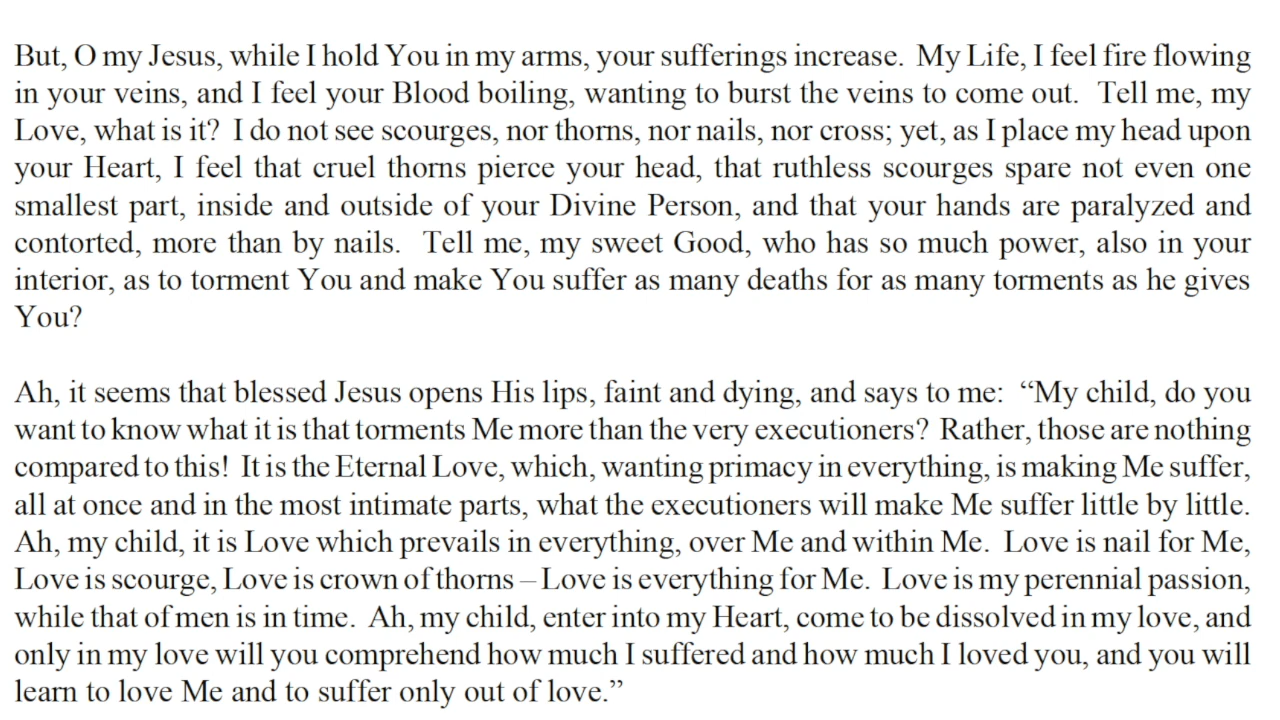 But, O my Jesus, while I hold You in my arms, your sufferings increase.  My Life, I feel fire flowing
in your veins, and I feel your Blood boiling, wanting to burst the veins to come out.  Tell me, my
Love, what is it?  I do not see scourges, nor thorns, nor nails, nor cross; yet, as I place my head upon
your Heart, I feel that cruel thorns pierce your head, that ruthless scourges spare not even one
smallest part, inside and outside of your Divine Person, and that your hands are paralyzed and
contorted, more than by nails.  Tell me, my sweet Good, who has so much power, also in your
interior, as to torment You and make You suffer as many deaths for as many torments as he gives
You?
Ah, it seems that blessed Jesus opens His lips, faint and dying, and says to me:  “My child, do you
want to know what it is that torments Me more than the very executioners?  Rather, those are nothing
compared to this!  It is the Eternal Love, which, wanting primacy in everything, is making Me suffer,
all at once and in the most intimate parts, what the executioners will make Me suffer little by little.
Ah, my child, it is Love which prevails in everything, over Me and within Me.  Love is nail for Me,
Love is scourge, Love is crown of thorns – Love is everything for Me.  Love is my perennial passion,
while that of men is in time.  Ah, my child, enter into my Heart, come to be dissolved in my love, and
only in my love will you comprehend how much I suffered and how much I loved you, and you will
learn to love Me and to suffer only out of love.”